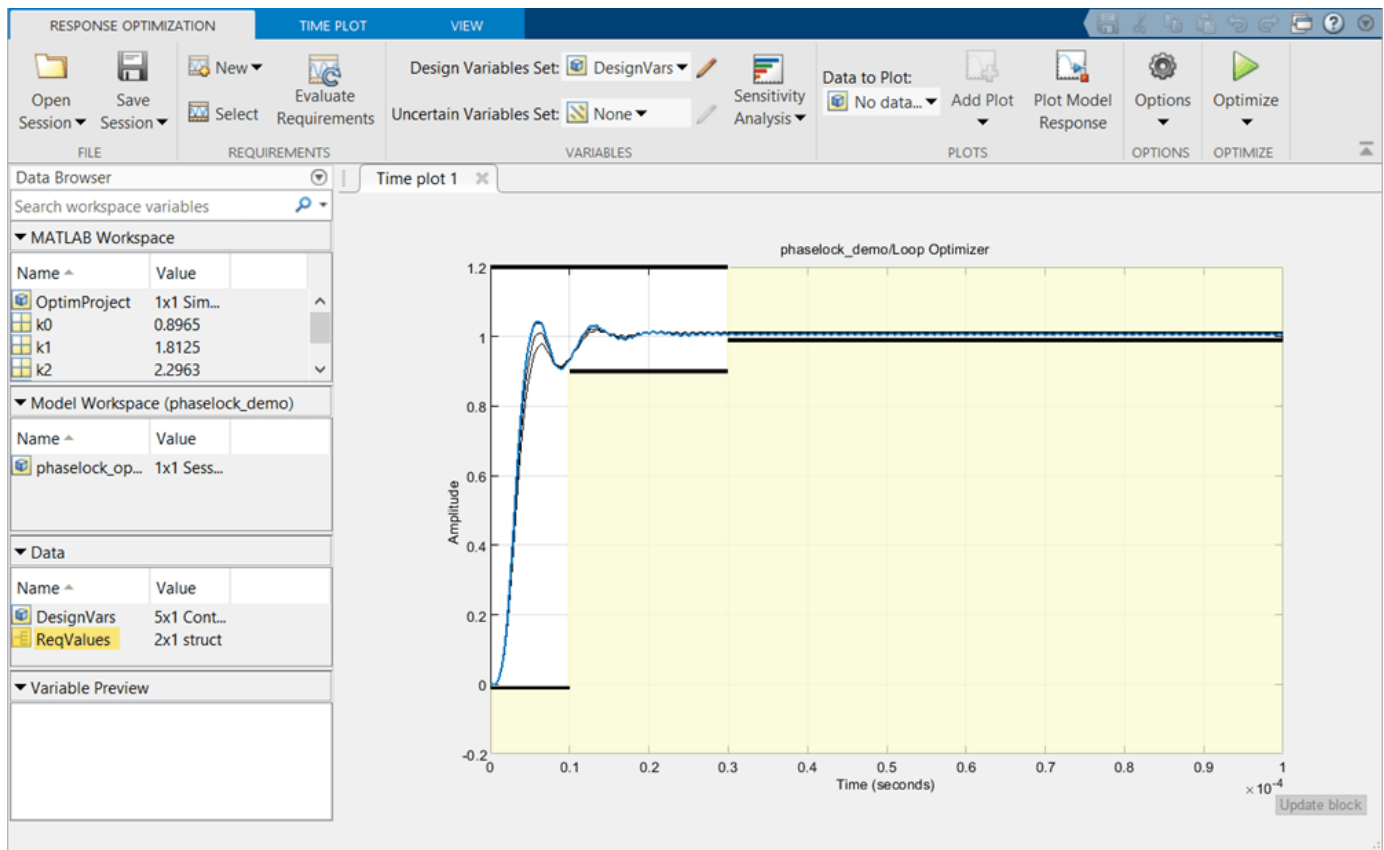 RESPONSE OPTIMIZATION TIME PLOT VIEW
Open Session
Save Session
New
Select
Evaluate Requirements
Design Variables Set: DesignVars
Uncertain Variables Set: None
Sensitivity Analysis
Data to Plot:
No data...
Add Plot
Plot Model Response
Options
Optimize
FILE REQUIREMENTS VARIABLES PLOTS OPTIONS OPTIMIZE
Data Browser
Search workspace variables
MATLAB Workspace
Name Value
OptimProject 1x1 Sim...
k0 0.8965
k1 1.8125
k2 2.2963
Model Workspace (phaselock_demo)
Name Value
phaselock_op... 1x1 Sess...
Data
Name Value
DesignVars 5x1 Cont...
ReqValues 2x1 struct
Variable Preview
Time plot 1
phaselock_demo/Loop Optimizer
1.2
1
0.8
0.6
0.4
0.2
0
-0.2
Amplitude
0 0.1 0.2 0.3 0.4 0.5 0.6 0.7 0.8 0.9 1
Time (seconds)
×10-4
Update block